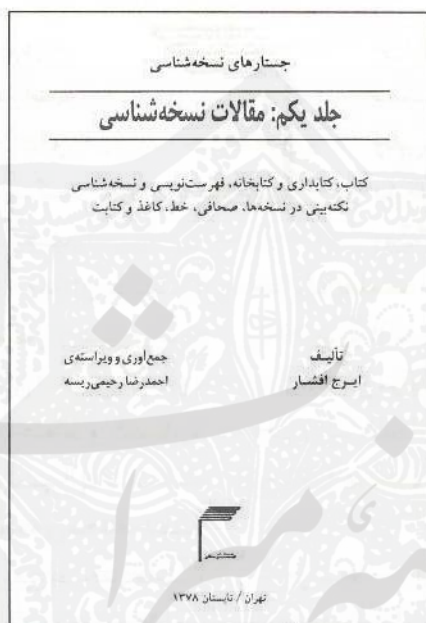 جستارهای نسخه‌شناسی
جلد یکم: مقالات نسخه‌شناسی
کتاب، کتابداری و کتابخانه، فهرست‌نویسی و نسخه‌شناسی
نکته‌بینی در نسخه‌ها، صحافی، خط، کاغذ و کتابت
تألیف
ایرج افشار
جمع‌آوری و ویراسته‌ی
احمدرضا رحیمی‌ریسه
تهران / تابستان ۱۳۷۸